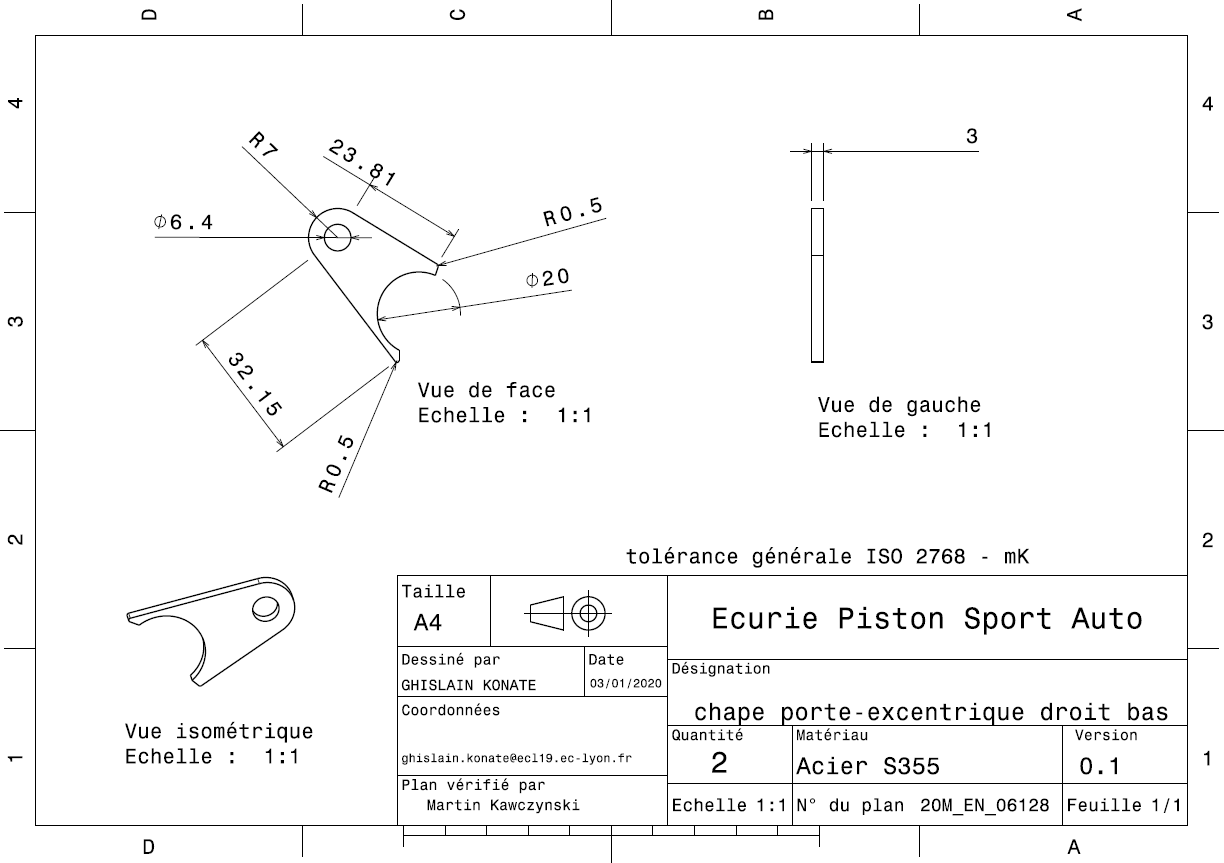 D C B A
4 4
R7
23.81
3
Ø6.4
R0.5
Ø20
3 3
32.15
Vue de face
Echelle : 1:1
Vue de gauche
Echelle : 1:1
R0.5
2 2
tolérance générale ISO 2768 - mK
Taille
A4
Ecurie Piston Sport Auto
Dessiné par
GHISLAIN KONATE
Date
03/01/2020
Désignation
chape porte-excentrique droit bas
Coordonnées
ghislain.konate@ecl19.ec-lyon.fr
Vue isométrique
Echelle : 1:1
Quantité
2
Matériau
Acier S355
Version
0.1
1 1
Plan vérifié par
Martin Kawczynski
Echelle 1:1
N° du plan 20M_EN_06128
Feuille 1/1
D A